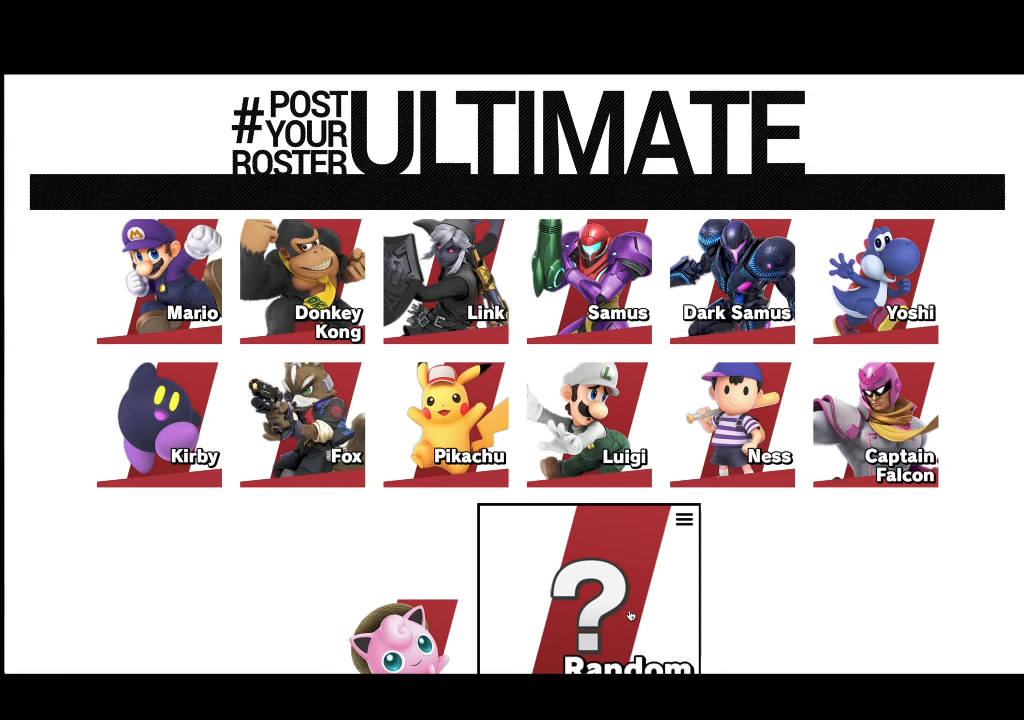 #POST
YOUR
ROSTER
ULTIMATE
Mario
Donkey
Kong
Link
Samus
Dark Samus
Yoshi
Kirby
Fox
Pikachu
Luigi
Ness
Captain
Falcon
?
Random